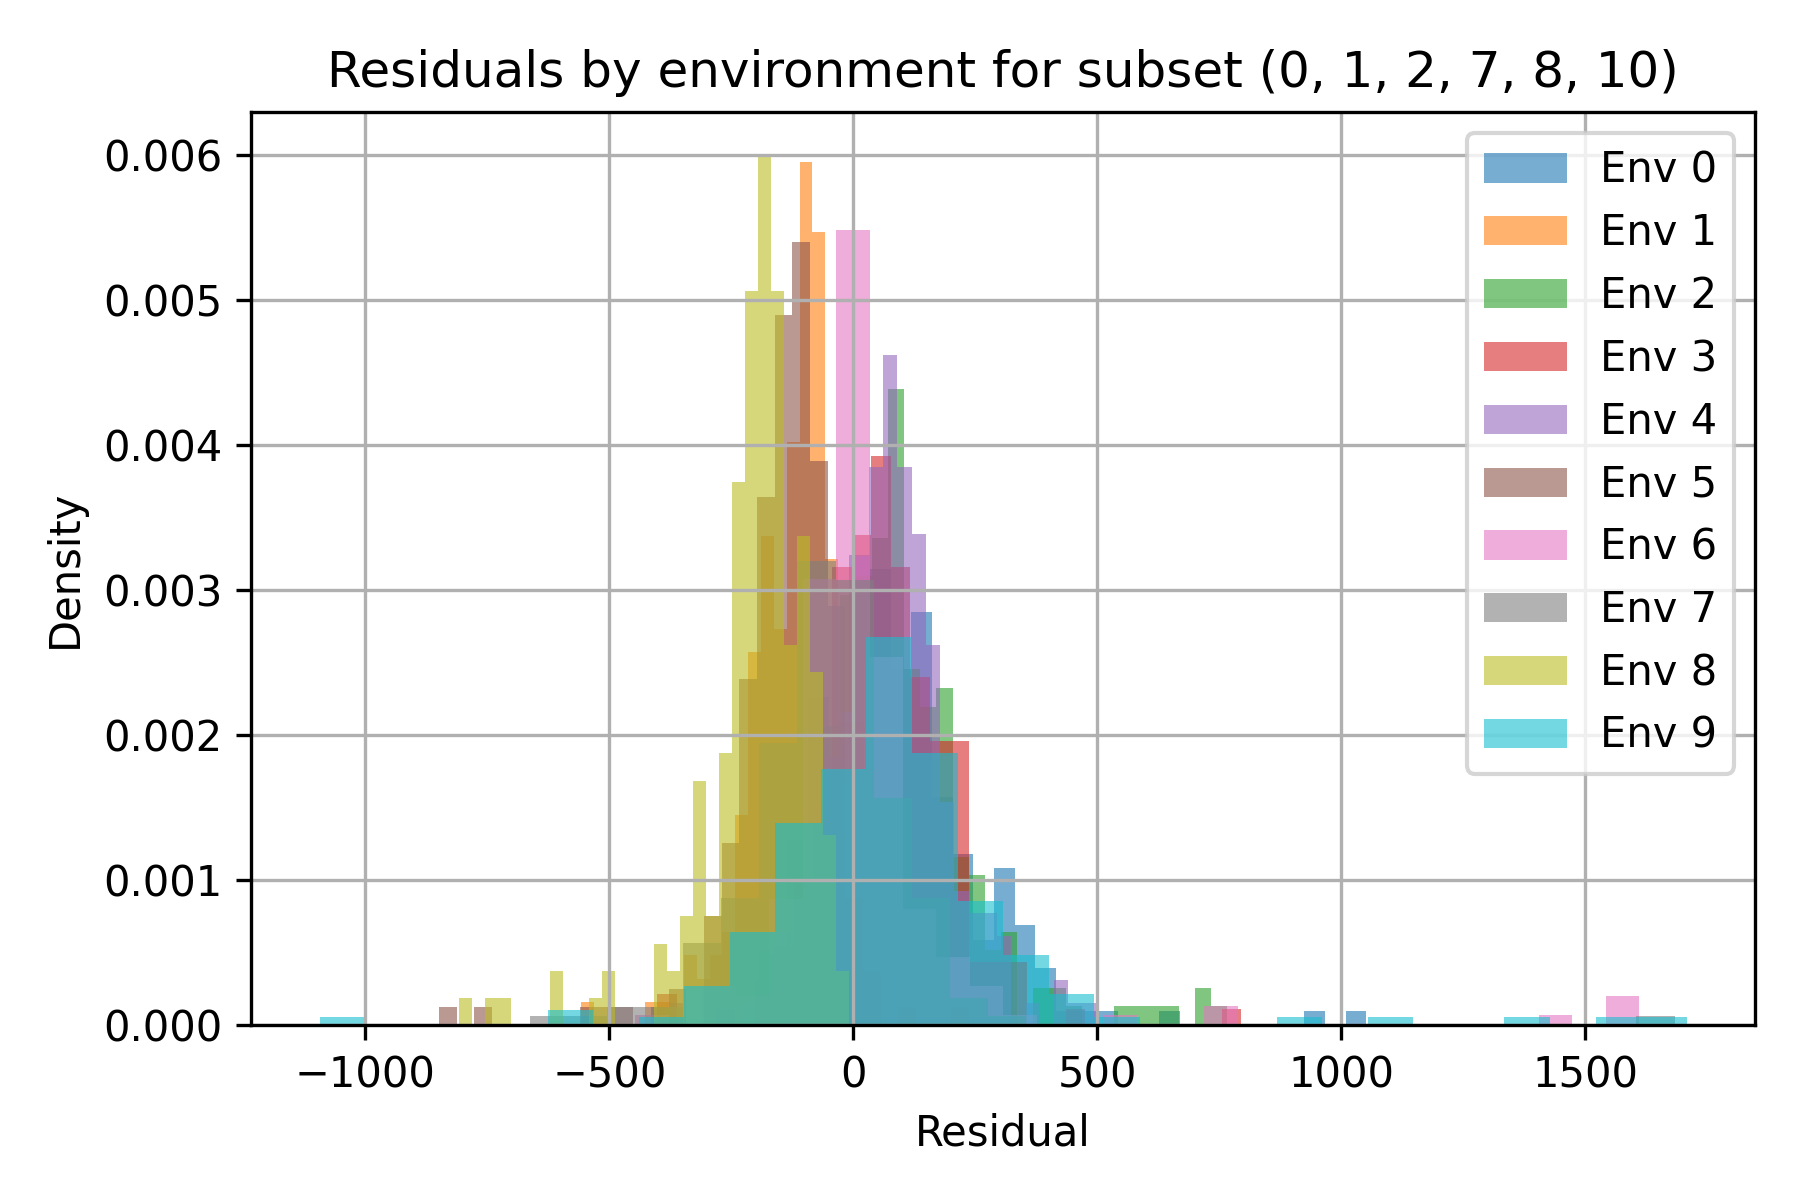 Residuals by environment for subset (0, 1, 2, 7, 8, 10)
0.006
0.005
0.004
0.003
0.002
0.001
0.000
Density
−1000
−500
0
500
1000
1500
Residual
Env 0
Env 1
Env 2
Env 3
Env 4
Env 5
Env 6
Env 7
Env 8
Env 9